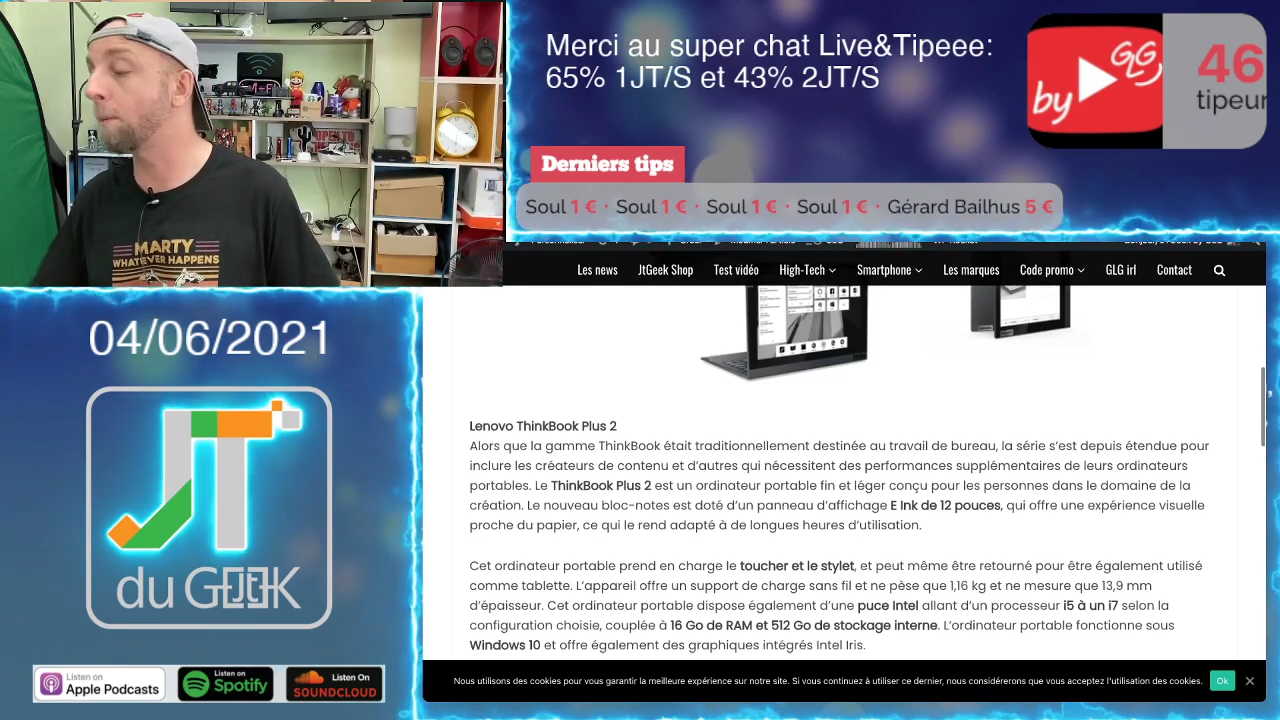 Merci au super chat Live&Tipeee:
65% 1JT/S et 43% 2JT/S
by GLG
46
tipeur
Derniers tips
Soul 1 € · Soul 1 € · Soul 1 € · Soul 1 € · Gérard Bailhus 5 €
MARTY
WHATEVER HAPPENS
Les news JtGeek Shop Test vidéo High-Tech Smartphone Les marques Code promo GLG irl Contact
04/06/2021
JT
du GEEK
Listen on
Apple Podcasts
Listen on
Spotify
Listen On
SOUNDCLOUD
Lenovo ThinkBook Plus 2
Alors que la gamme ThinkBook était traditionnellement destinée au travail de bureau, la série s'est depuis étendue pour
inclure les créateurs de contenu et d'autres qui nécessitent des performances supplémentaires de leurs ordinateurs
portables. Le ThinkBook Plus 2 est un ordinateur portable fin et léger conçu pour les personnes dans le domaine de la
création. Le nouveau bloc-notes est doté d'un panneau d'affichage E Ink de 12 pouces, qui offre une expérience visuelle
proche du papier, ce qui le rend adapté à de longues heures d'utilisation.
Cet ordinateur portable prend en charge le toucher et le stylet, et peut même être retourné pour être également utilisé
comme tablette. L'appareil offre un support de charge sans fil et ne pèse que 1,16 kg et ne mesure que 13,9 mm
d'épaisseur. Cet ordinateur portable dispose également d'une puce Intel allant d'un processeur i5 à un i7 selon la
configuration choisie, couplée à 16 Go de RAM et 512 Go de stockage interne. L'ordinateur portable fonctionne sous
Windows 10 et offre également des graphiques intégrés Intel Iris.
Nous utilisons des cookies pour vous garantir la meilleure expérience sur notre site. Si vous continuez à utiliser ce dernier, nous considérerons que vous acceptez l'utilisation des cookies. Ok